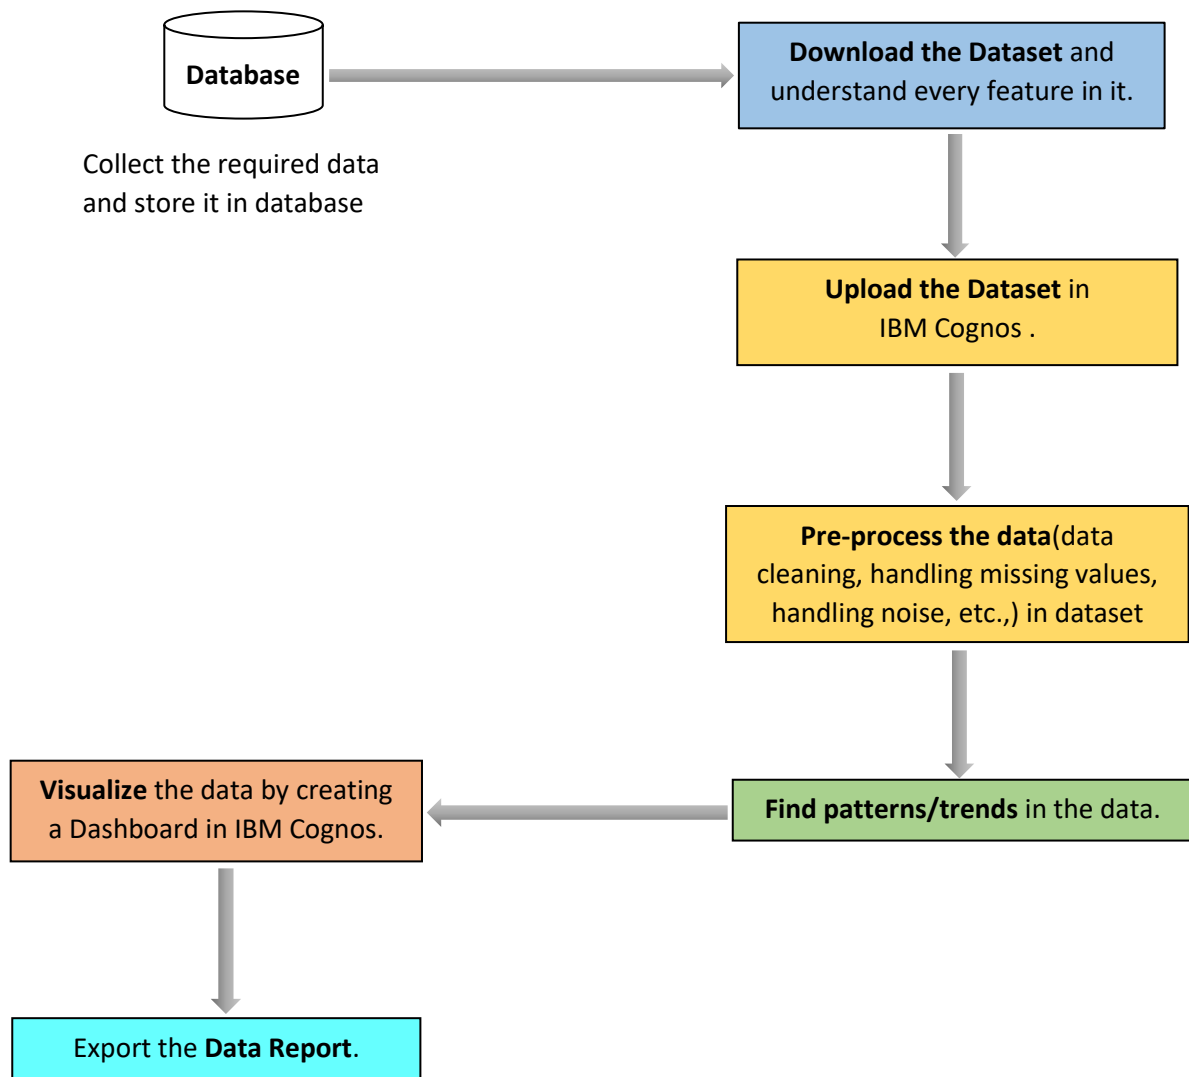 Database
Collect the required data
and store it in database
Download the Dataset and
understand every feature in it.
Upload the Dataset in
IBM Cognos .
Pre-process the data(data
cleaning, handling missing values,
handling noise, etc.,) in dataset
Find patterns/trends in the data.
Visualize the data by creating
a Dashboard in IBM Cognos.
Export the Data Report.